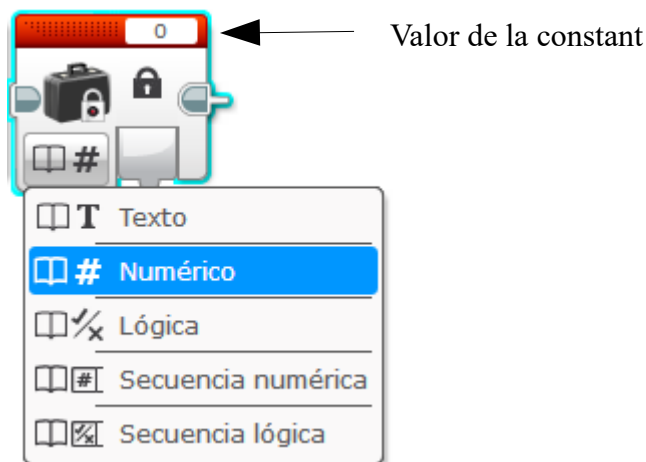 0
Valor de la constant
#
T Texto
# Numérico
Lógica
# Secuencia numérica
Secuencia lógica